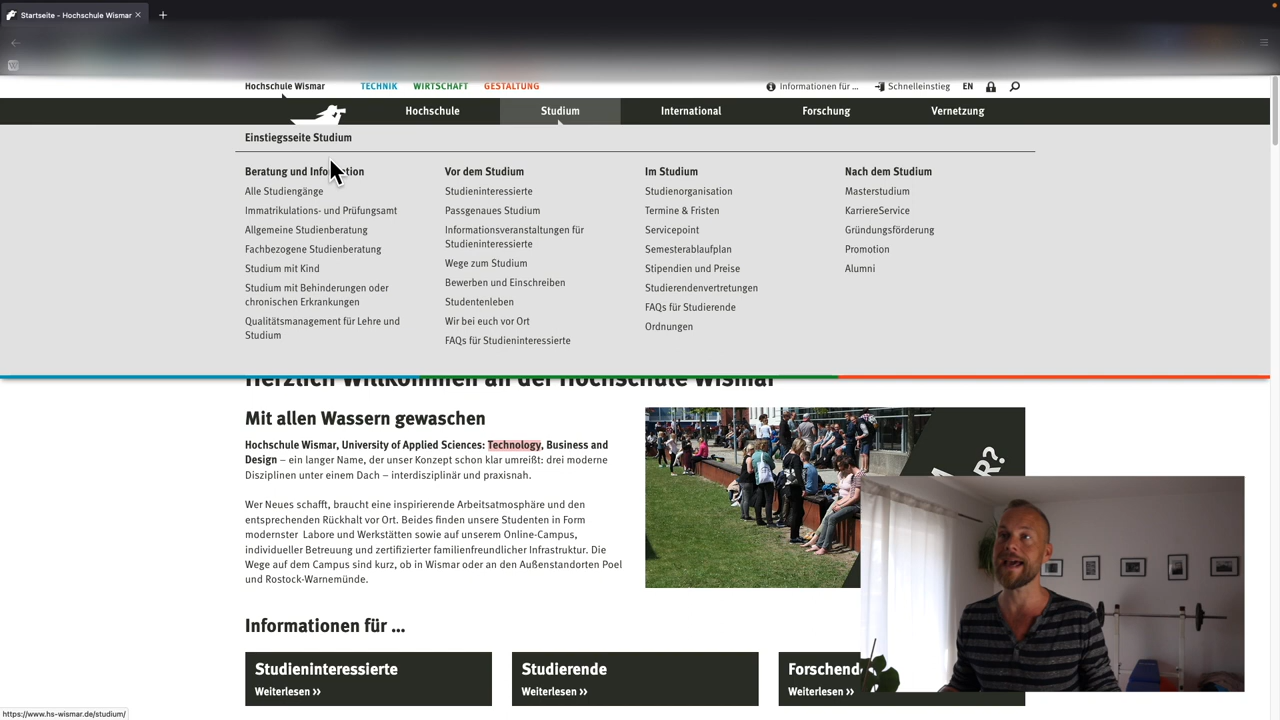 Startseite - Hochschule Wismar
Hochschule Wismar TECHNIK WIRTSCHAFT GESTALTUNG Informationen für ... Schnelleinstieg EN
Hochschule Studium International Forschung Vernetzung
Einstiegsseite Studium
Beratung und Information
Alle Studiengänge
Immatrikulations- und Prüfungsamt
Allgemeine Studienberatung
Fachbezogene Studienberatung
Studium mit Kind
Studium mit Behinderungen oder
chronischen Erkrankungen
Qualitätsmanagement für Lehre und
Studium
Vor dem Studium
Studieninteressierte
Passgenaues Studium
Informationsveranstaltungen für
Studieninteressierte
Wege zum Studium
Bewerben und Einschreiben
Studentenleben
Wir bei euch vor Ort
FAQs für Studieninteressierte
Im Studium
Studienorganisation
Termine & Fristen
Servicepoint
Semesterablaufplan
Stipendien und Preise
Studierendenvertretungen
FAQs für Studierende
Ordnungen
Nach dem Studium
Masterstudium
KarriereService
Gründungsförderung
Promotion
Alumni
Herzlich Willkommen an der Hochschule Wismar
Mit allen Wassern gewaschen
Hochschule Wismar, University of Applied Sciences: Technology, Business and
Design – ein langer Name, der unser Konzept schon klar umreißt: drei moderne
Disziplinen unter einem Dach – interdisziplinär und praxisnah.
Wer Neues schafft, braucht eine inspirierende Arbeitsatmosphäre und den
entsprechenden Rückhalt vor Ort. Beides finden unsere Studenten in Form
modernster Labore und Werkstätten sowie auf unserem Online-Campus,
individueller Betreuung und zertifizierter familienfreundlicher Infrastruktur. Die
Wege auf dem Campus sind kurz, ob in Wismar oder an den Außenstandorten Poel
und Rostock-Warnemünde.
Informationen für ...
Studieninteressierte
Weiterlesen >>
Studierende
Weiterlesen >>
Forschend
Weiterlesen >>
https://www.hs-wismar.de/studium/